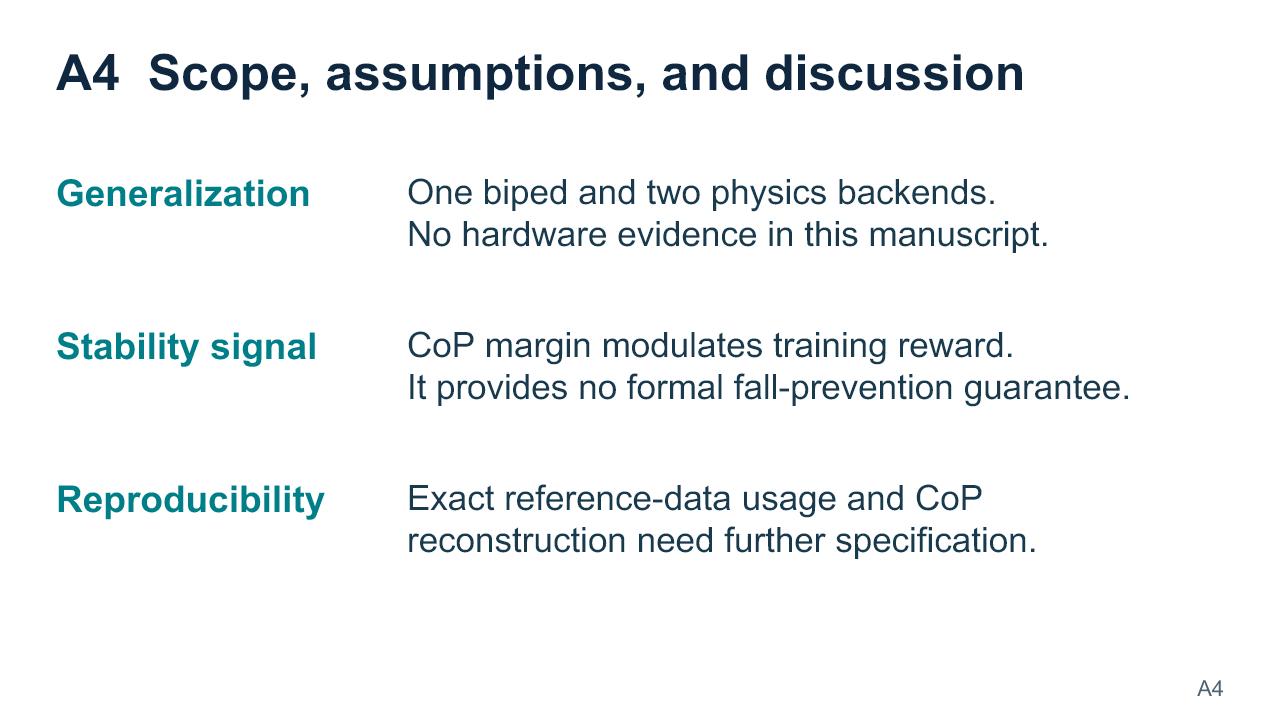 A4 Scope, assumptions, and discussion
Generalization
One biped and two physics backends.
No hardware evidence in this manuscript.
Stability signal
CoP margin modulates training reward.
It provides no formal fall-prevention guarantee.
Reproducibility
Exact reference-data usage and CoP
reconstruction need further specification.
A4